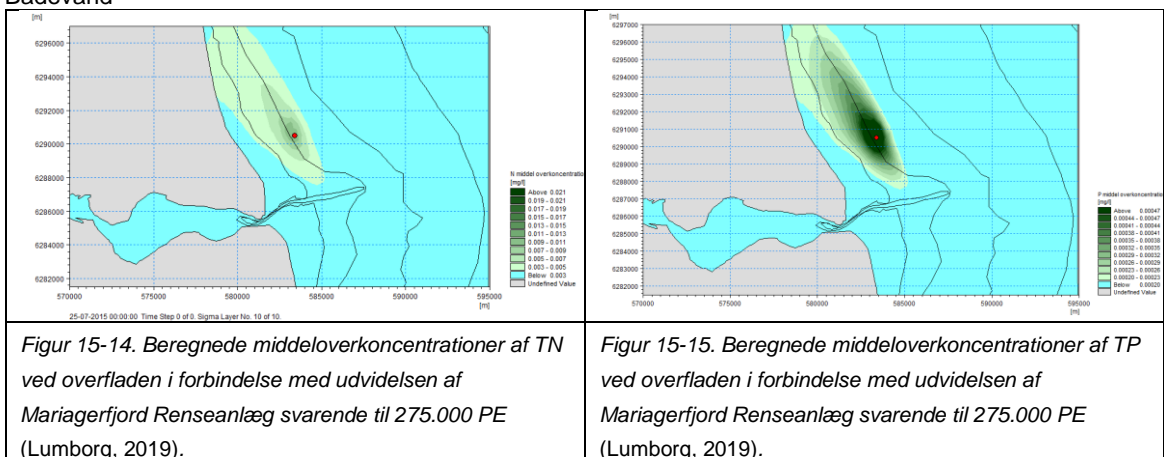 Badevand
[m]
6296000
6294000
6292000
6290000
6288000
6286000
6284000
6282000
570000 575000 580000 585000 590000 595000
[m]
25-07-2015 00:00:00 Time Step 0 of 0. Sigma Layer No. 10 of 10.
N middel overkoncentratio
[mg/l]
Above 0.021
0.019 - 0.021
0.017 - 0.019
0.015 - 0.017
0.013 - 0.015
0.011 - 0.013
0.009 - 0.011
0.007 - 0.009
0.005 - 0.007
0.003 - 0.005
Below 0.003
Undefined Value
[m]
6297000
6296000
6295000
6294000
6293000
6292000
6291000
6290000
6289000
6288000
6287000
6286000
6285000
6284000
6283000
6282000
570000 575000 580000 585000 590000 595000
[m]
P middel overkoncentratio
[mg/l]
Above 0.00047
0.00044 - 0.00047
0.00041 - 0.00044
0.00038 - 0.00041
0.00035 - 0.00038
0.00032 - 0.00035
0.00029 - 0.00032
0.00026 - 0.00029
0.00023 - 0.00026
0.00020 - 0.00023
Below 0.00020
Undefined Value
Figur 15-14. Beregnede middeloverkoncentrationer af TN
ved overfladen i forbindelse med udvidelsen af
Mariagerfjord Renseanlæg svarende til 275.000 PE
(Lumborg, 2019).
Figur 15-15. Beregnede middeloverkoncentrationer af TP
ved overfladen i forbindelse med udvidelsen af
Mariagerfjord Renseanlæg svarende til 275.000 PE
(Lumborg, 2019).